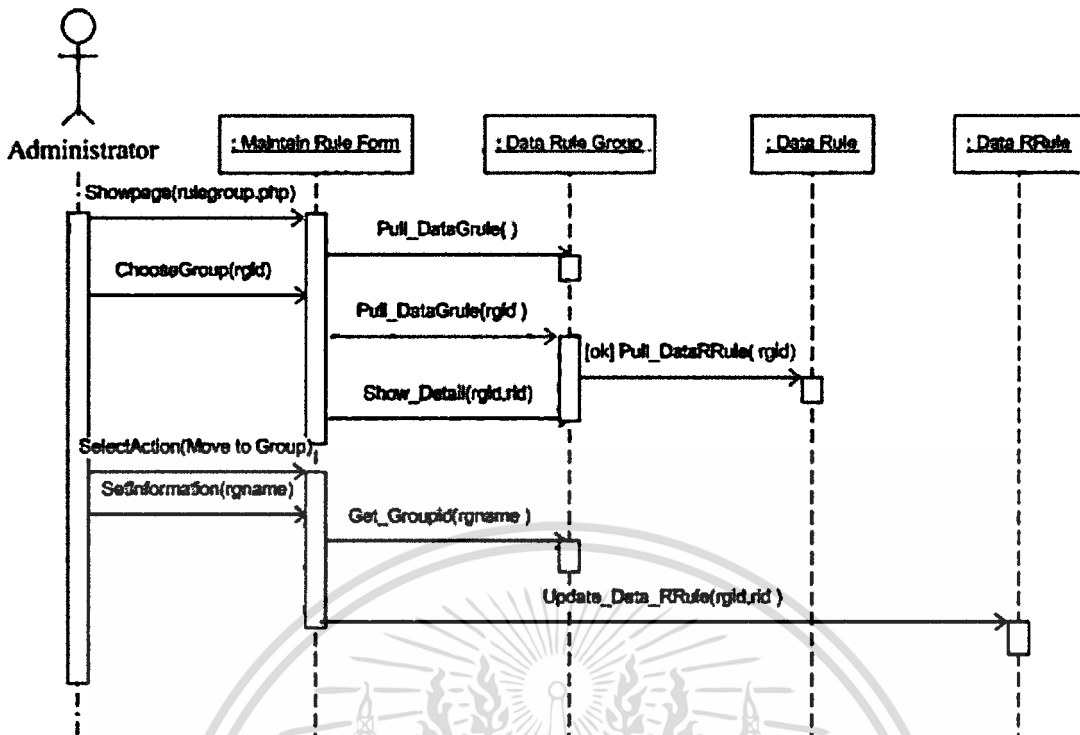 Administrator
: Maintain Rule Form
: Data Rule Group
: Data Rule
: Data RRule
Showpage(rulegroup.php)
Pull_DataGrule( )
ChooseGroup(rgid)
Pull_DataGrule(rgid )
[ok] Pull_DataRRule( rgid)
Show_Detail(rgid,rid)
SelectAction(Move to Group)
SetInformation(rgname)
Get_Groupid(rgname )
Update_Data_RRule(rgid,rid )